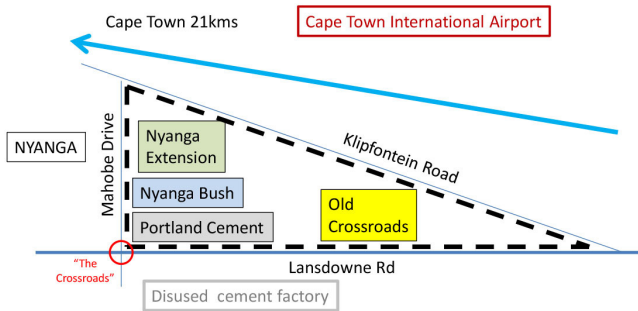 Cape Town 21kms
Cape Town International Airport
NYANGA
Mahobe Drive
Nyanga
Extension
Klipfontein Road
Nyanga Bush
Old
Crossroads
Portland Cement
"The
Crossroads"
Lansdowne Rd
Disused cement factory